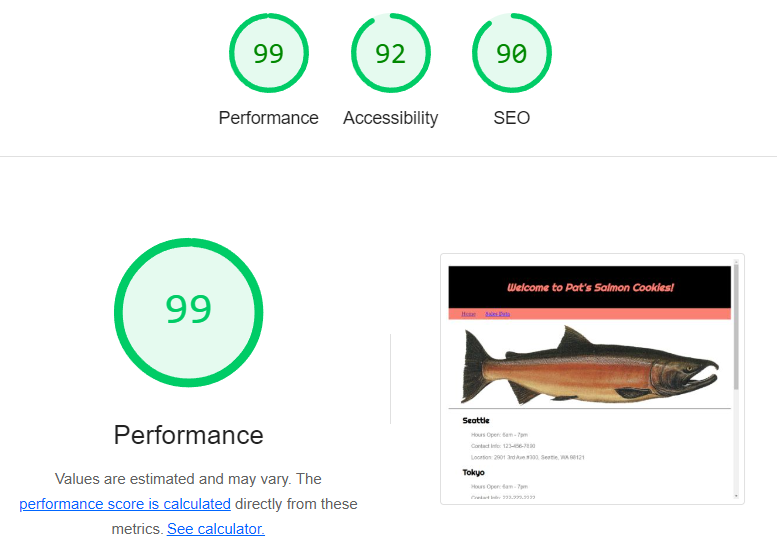 99
92
90
Performance
Accessibility
SEO
99
Performance
Values are estimated and may vary. The
performance score is calculated directly from these
metrics. See calculator.
Welcome to Pat's Salmon Cookies!
Home
Sales Data
Seattle
Hours Open: 6am - 7pm
Contact Info: 123-456-7890
Location: 2901 3rd Ave #300, Seattle, WA 98121
Tokyo
Hours Open: 6am - 7pm
Contact Info: 222-222-2222